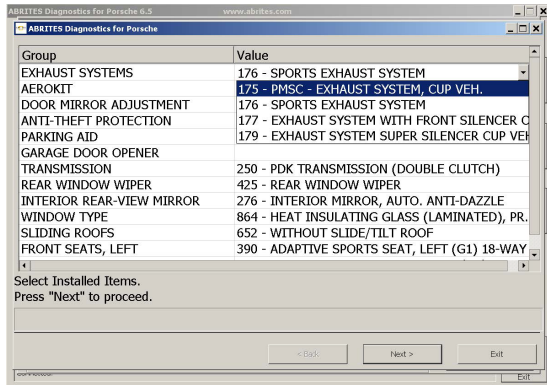 ABRITES Diagnostics for Porsche 6.5 www.abrites.com
ABRITES Diagnostics for Porsche
Group Value
EXHAUST SYSTEMS 176 - SPORTS EXHAUST SYSTEM
AEROKIT 175 - PMSC - EXHAUST SYSTEM, CUP VEH.
DOOR MIRROR ADJUSTMENT 176 - SPORTS EXHAUST SYSTEM
ANTI-THEFT PROTECTION 177 - EXHAUST SYSTEM WITH FRONT SILENCER
PARKING AID 179 - EXHAUST SYSTEM SUPER SILENCER CUP
GARAGE DOOR OPENER
TRANSMISSION 250 - PDK TRANSMISSION (DOUBLE CLUTCH)
REAR WINDOW WIPER 425 - REAR WINDOW WIPER
INTERIOR REAR-VIEW MIRROR 276 - INTERIOR MIRROR, AUTO. ANTI-DAZZLE
WINDOW TYPE 864 - HEAT INSULATING GLASS (LAMINATED), PR.
SLIDING ROOFS 652 - WITHOUT SLIDE/TILT ROOF
FRONT SEATS, LEFT 390 - ADAPTIVE SPORTS SEAT, LEFT (G1) 18-WAY
Select Installed Items.
Press "Next" to proceed.
< Back Next > Exit
Exit